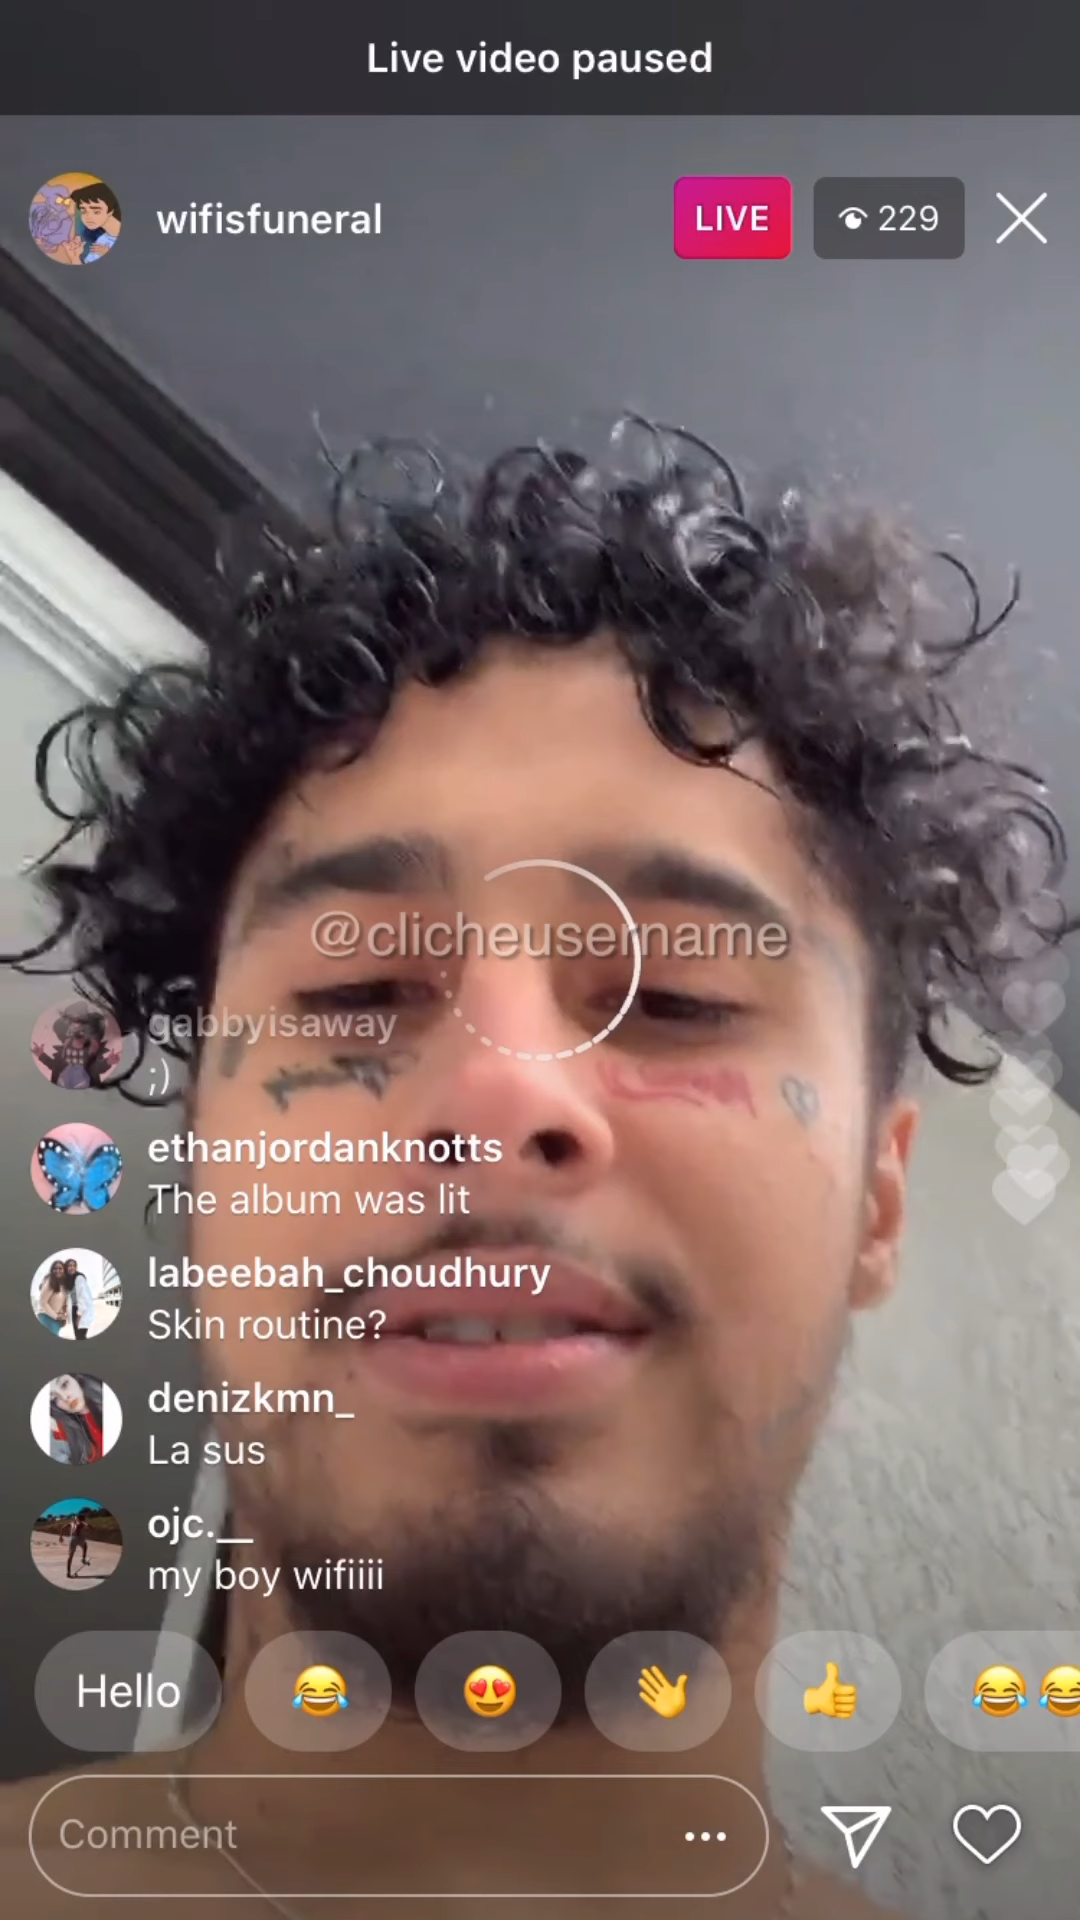 Live video paused
wifisfuneral
LIVE
229
@clicheusername
gabbyisaway
;)
ethanjordanknotts
The album was lit
labeebah_choudhury
Skin routine?
denizkmn_
La sus
ojc.__
my boy wifiiii
Hello
Comment